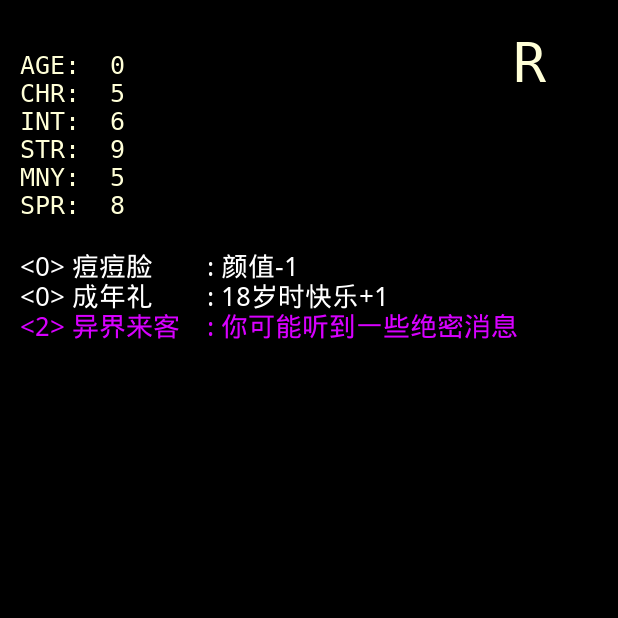 R
AGE: 0
CHR: 5
INT: 6
STR: 9
MNY: 5
SPR: 8
<0> 痘痘脸 : 颜值-1
<0> 成年礼 : 18岁时快乐+1
<2> 异界来客 : 你可能听到一些绝密消息